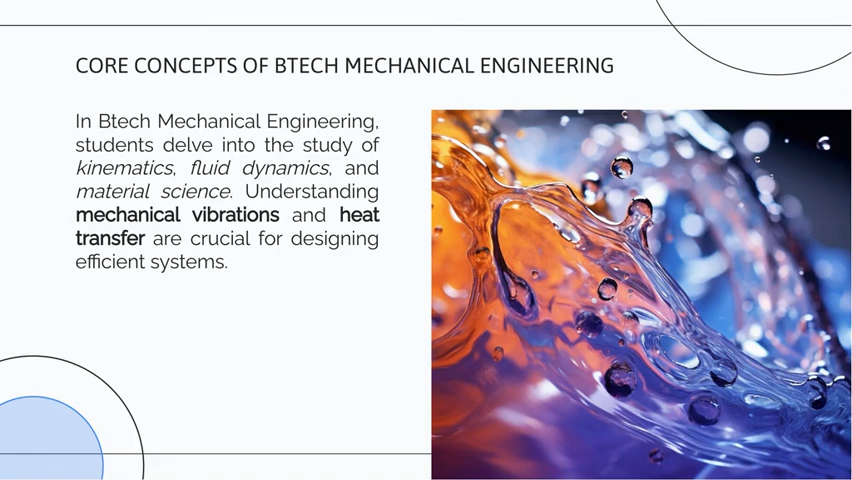 CORE CONCEPTS OF BTECH MECHANICAL ENGINEERING
In Btech Mechanical Engineering,
students delve into the study of
kinematics, fluid dynamics, and
material science. Understanding
mechanical vibrations and heat
transfer are crucial for designing
efficient systems.